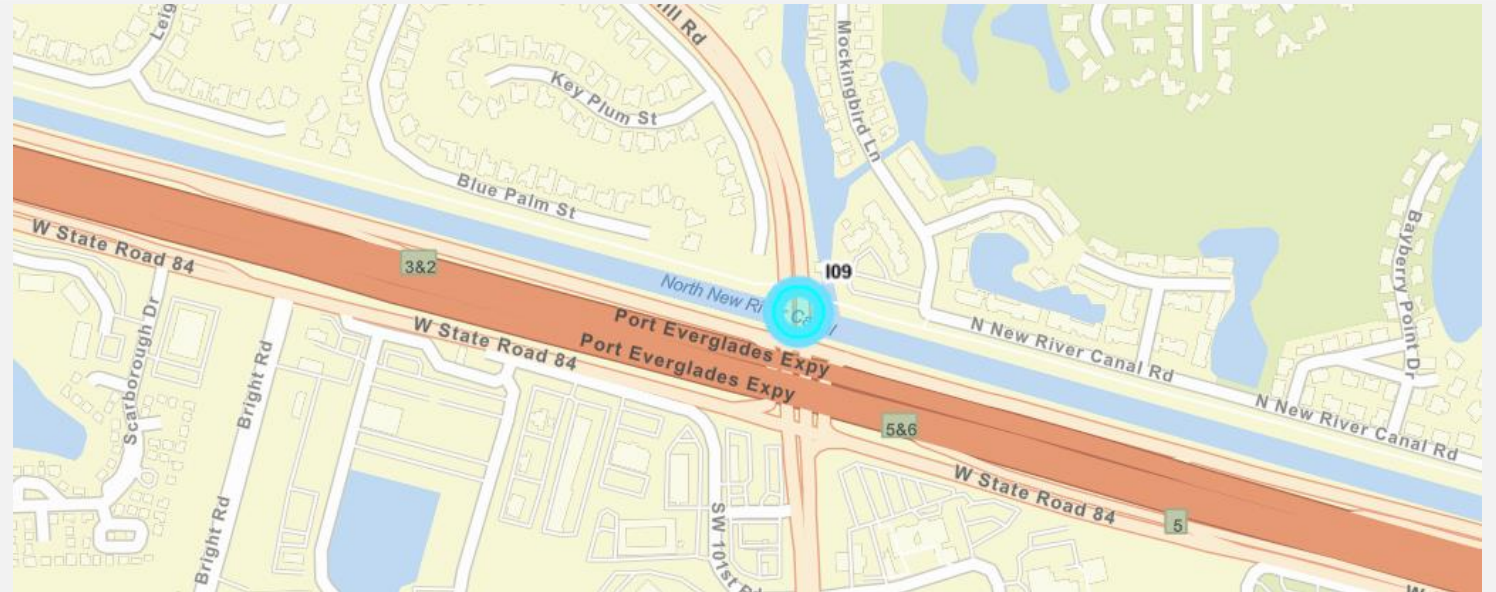 Leig
ill Rd
Key Plum St
Mockingbird Ln
Blue Palm St
Bayberry Point Dr
W State Road 84
3&2
I09
North New Ri
C
al
Port Everglades Expy
Port Everglades Expy
W State Road 84
N New River Canal Rd
N New River Canal Rd
Scarborough Dr
Bright Rd
5&6
W State Road 84
5
SW 101st
Bright Rd
W